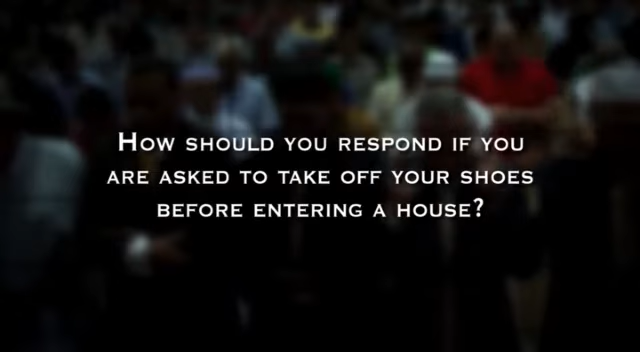 How should you respond if you
are asked to take off your shoes
before entering a house?